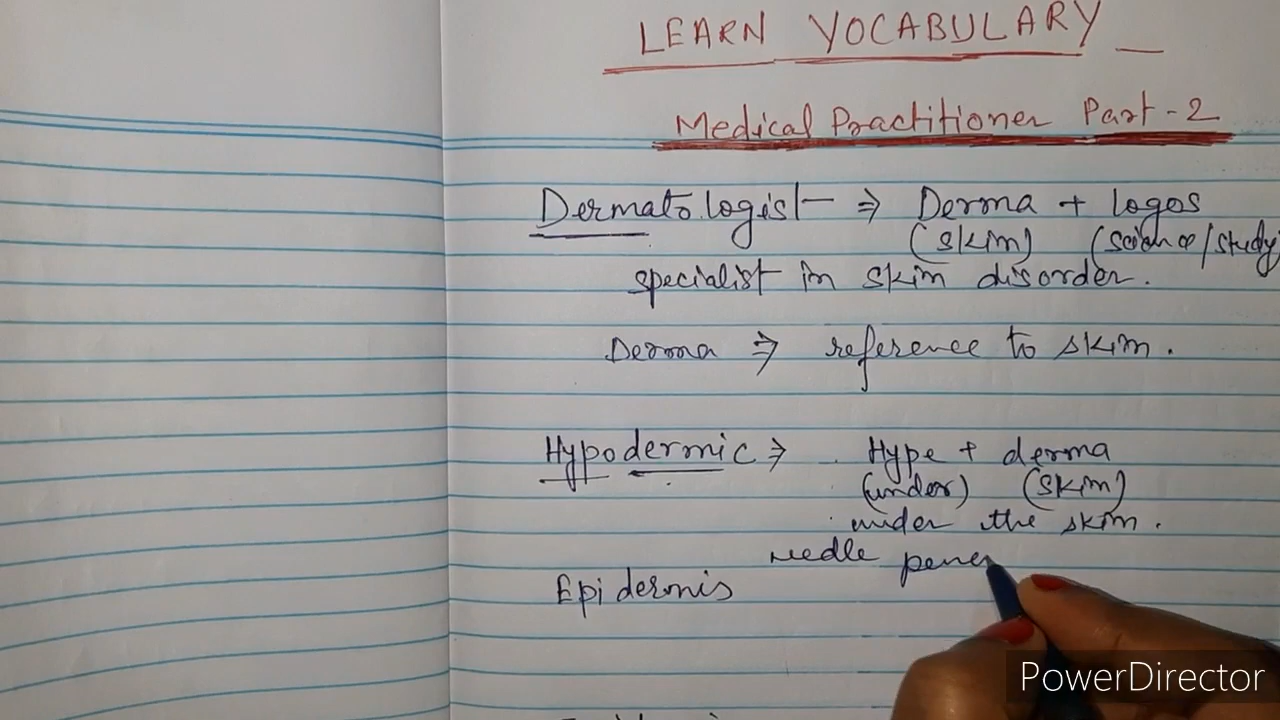 LEARN VOCABULARY
Medical Practitioner Part-2
Dermatologist ⇒ Derma + logos
(skin) (science/study)
specialist in skin disorder.
Derma ⇒ reference to skin.
Hypodermic ⇒ Hype + derma
(under) (skin)
under the skin.
needle pene
Epidermis
PowerDirector